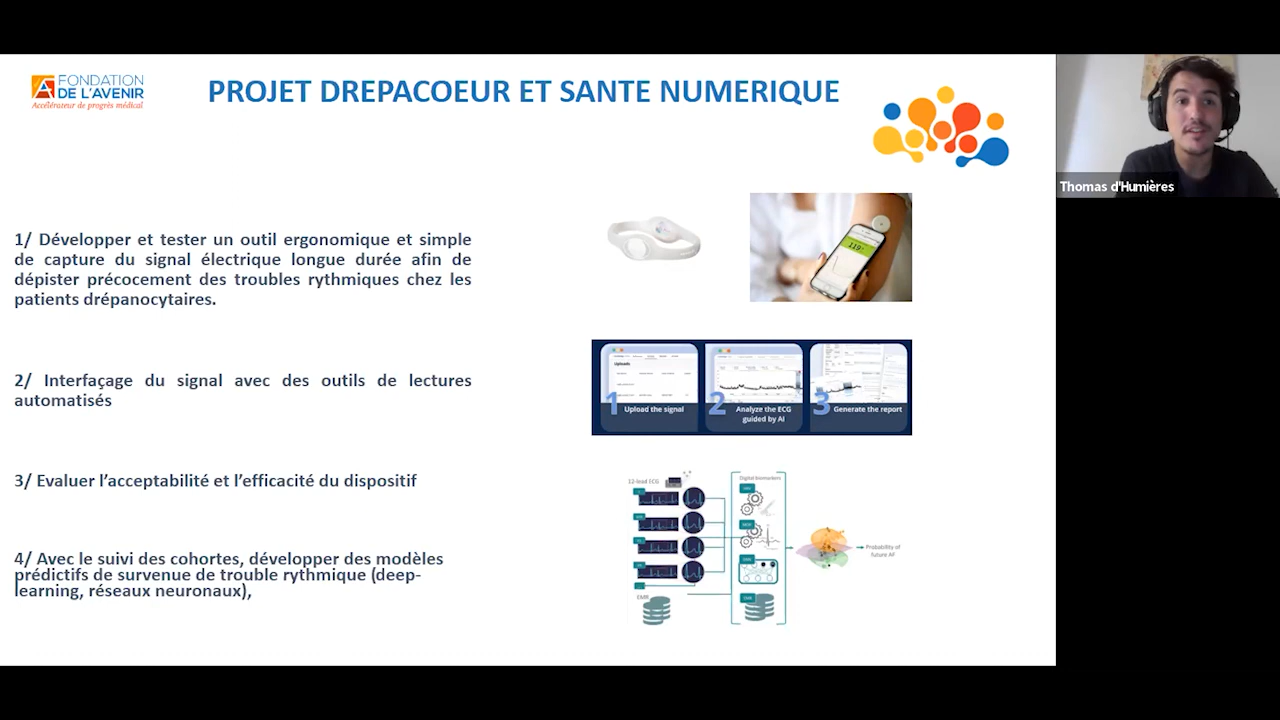 FONDATION
DE L'AVENIR
Accélérateur de progrès médical
PROJET DREPACOEUR ET SANTE NUMERIQUE
Thomas d'Humières
1/ Développer et tester un outil ergonomique et simple
de capture du signal électrique longue durée afin de
dépister précocement des troubles rythmiques chez les
patients drépanocytaires.
119
2/ Interfaçage du signal avec des outils de lectures
automatisés
Uploads
1 Upload the signal
2 Analyze the ECG
guided by AI
3 Generate the report
3/ Evaluer l'acceptabilité et l'efficacité du dispositif
12-lead ECG
Digital biomarkers
4/ Avec le suivi des cohortes, développer des modèles
prédictifs de survenue de trouble rythmique (deep-
learning, réseaux neuronaux),
Probability of
future AF
EMR